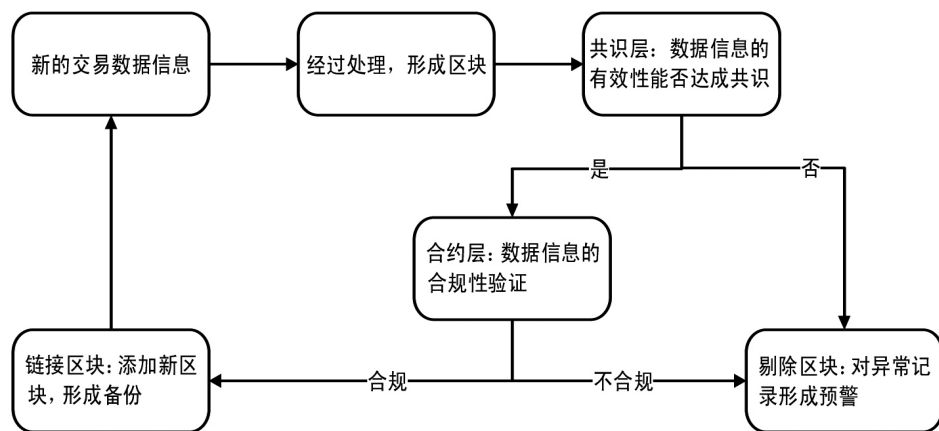 新的交易数据信息
经过处理，形成区块
共识层：数据信息的
有效性能否达成共识
是
否
合约层：数据信息的
合规性验证
链接区块：添加新区
块，形成备份
合规
不合规
剔除区块：对异常记
录形成预警